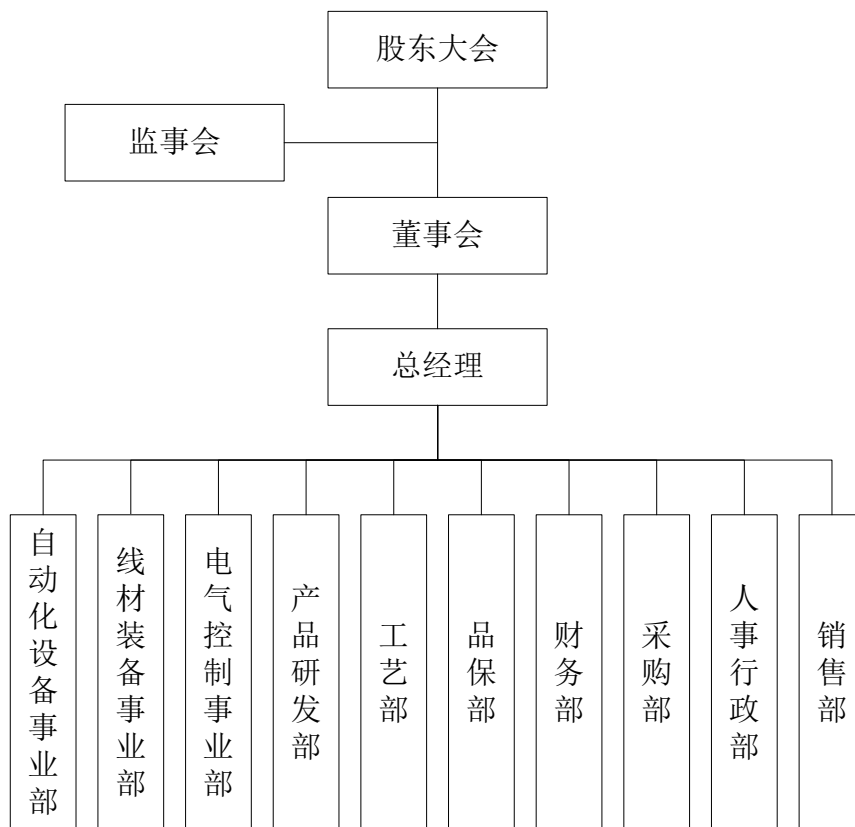 股东大会
监事会
董事会
总经理
自动化设备事业部
线材装备事业部
电气控制事业部
产品研发部
工艺部
品保部
财务部
采购部
人事行政部
销售部